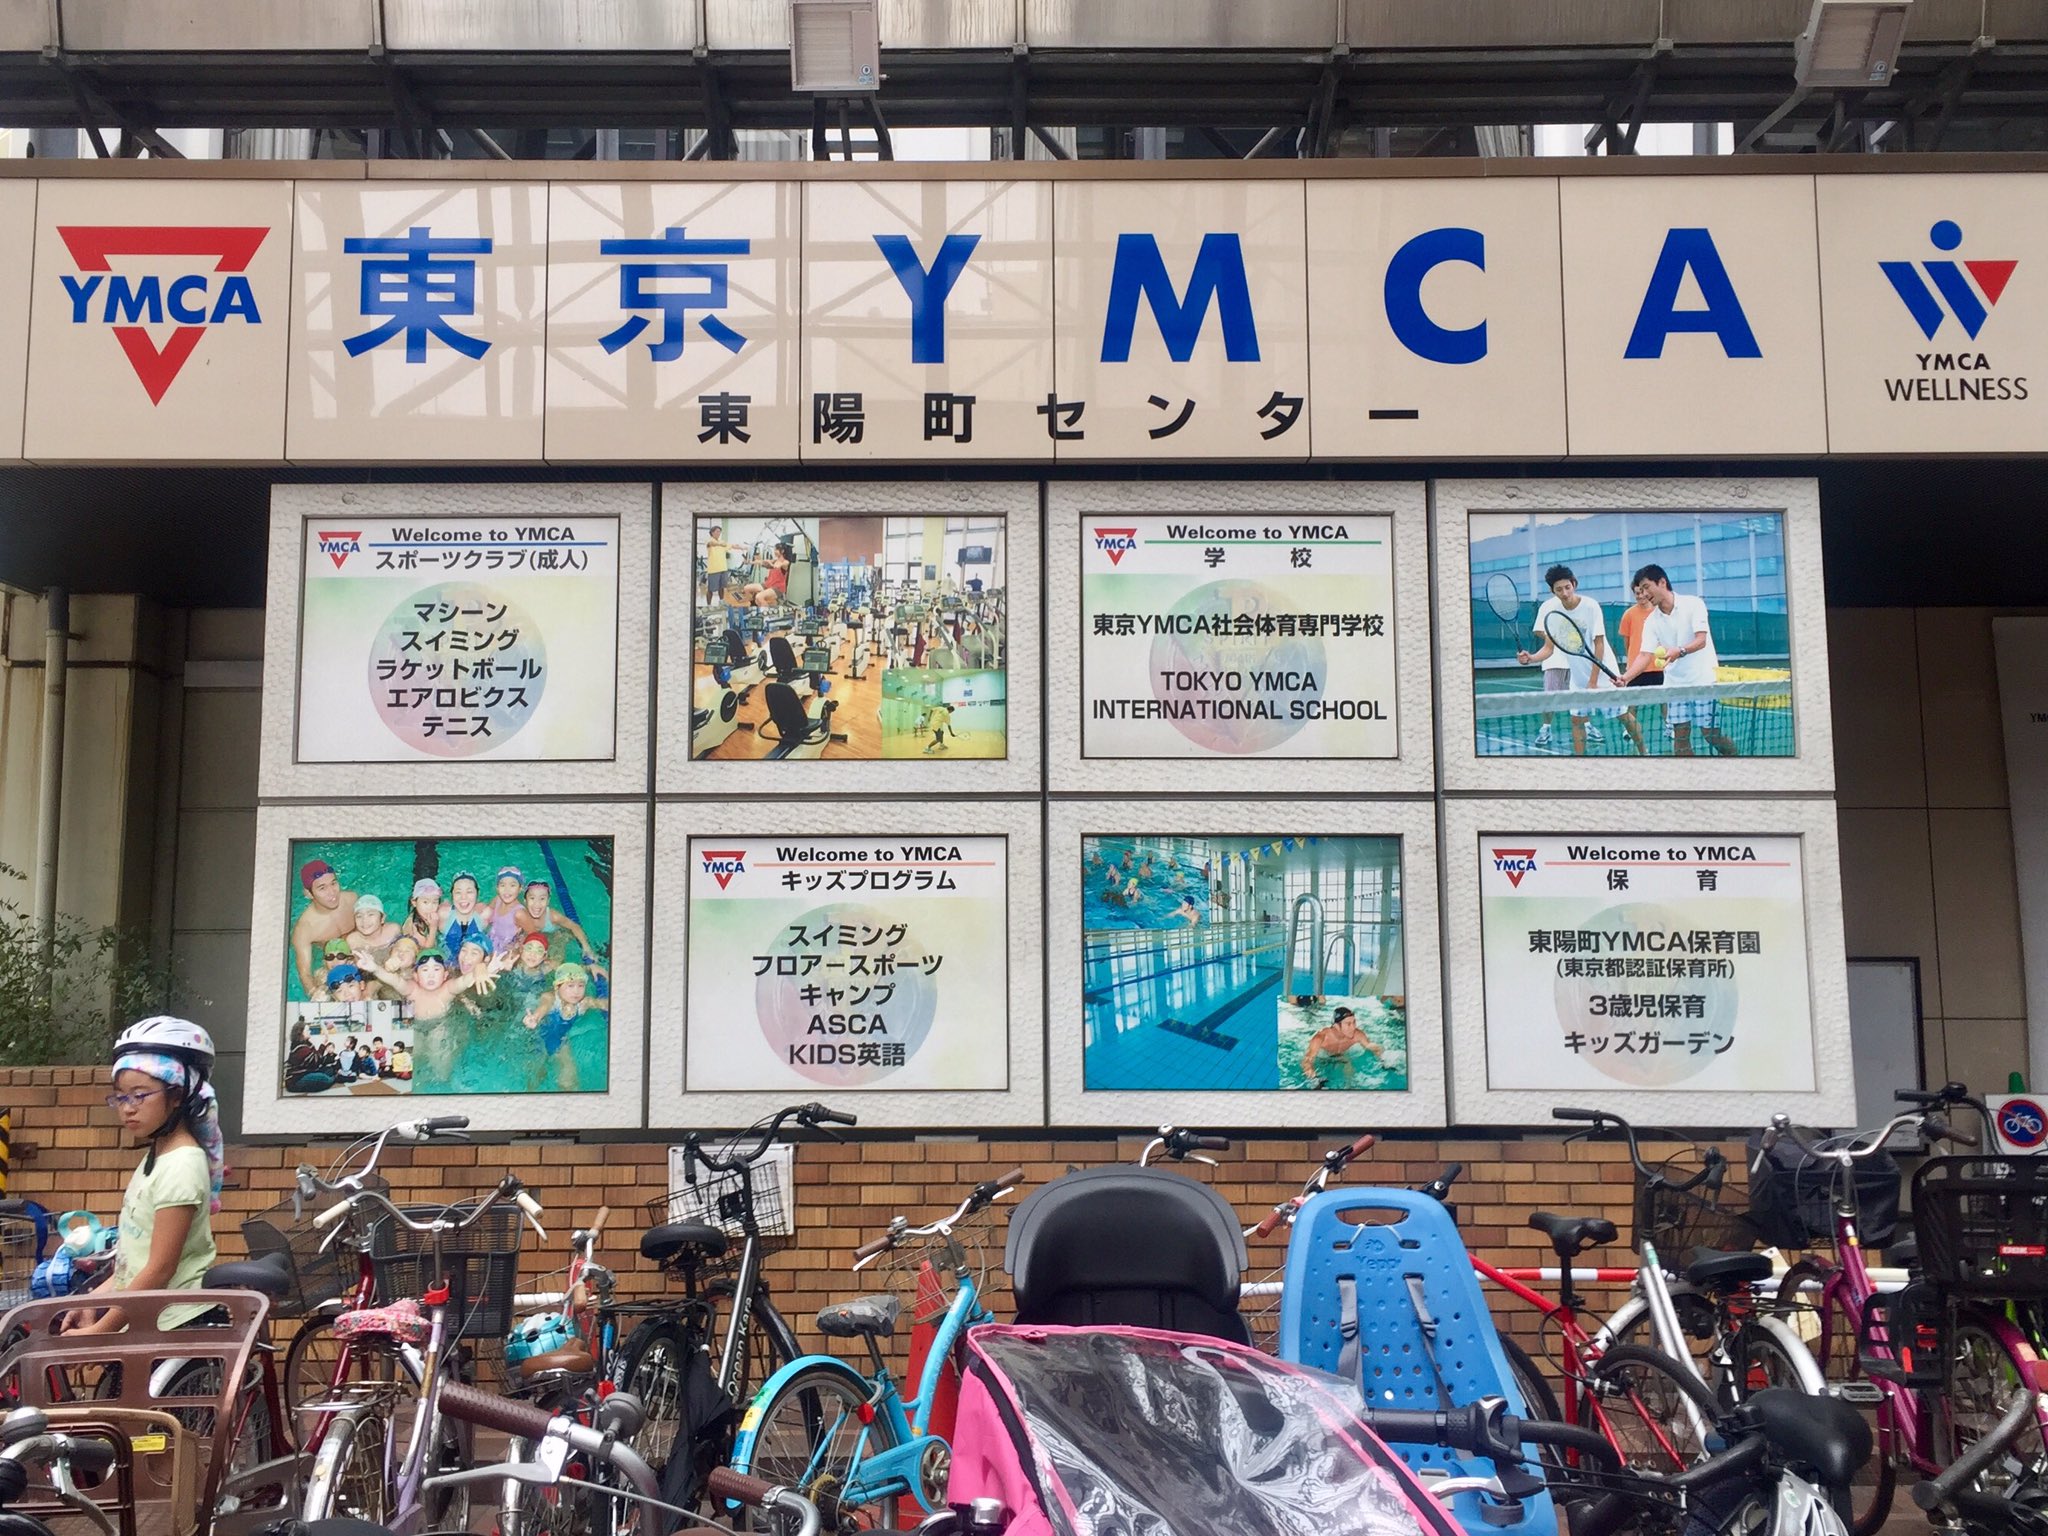 YMCA
東京YMCA
東陽町センター
YMCA
WELLNESS
YMCA
Welcome to YMCA
スポーツクラブ(成人)
マシーン
スイミング
ラケットボール
エアロビクス
テニス
YMCA
Welcome to YMCA
学校
東京YMCA社会体育専門学校
TOKYO YMCA
INTERNATIONAL SCHOOL
YMCA
Welcome to YMCA
キッズプログラム
スイミング
フロアースポーツ
キャンプ
ASCA
KIDS英語
YMCA
Welcome to YMCA
保育
東陽町YMCA保育園
(東京都認証保育所)
3歳児保育
キッズガーデン
Yepp